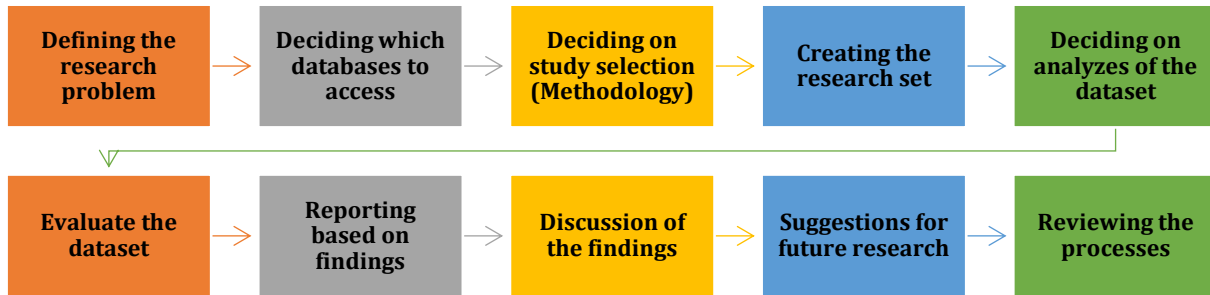 Defining the
research
problem
Deciding which
databases to
access
Deciding on
study selection
(Methodology)
Creating the
research set
Deciding on
analyzes of the
dataset
Evaluate the
dataset
Reporting
based on
findings
Discussion of
the findings
Suggestions for
future research
Reviewing the
processes